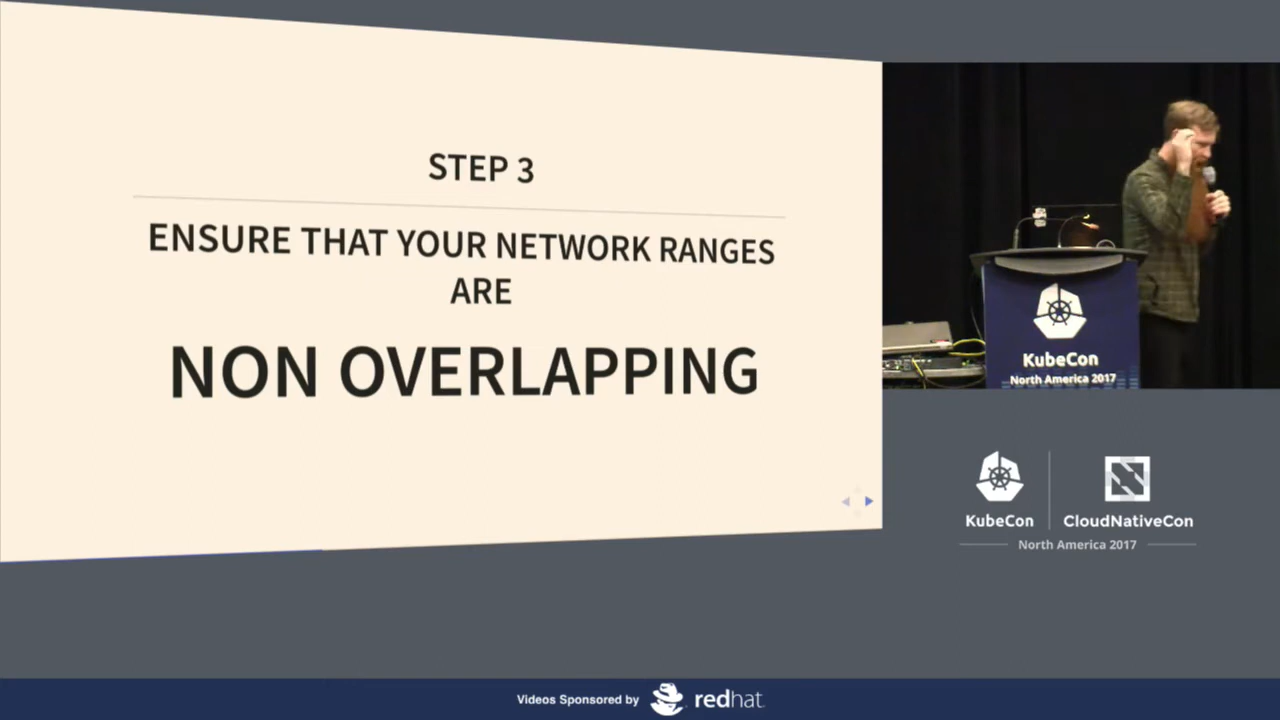 STEP 3
ENSURE THAT YOUR NETWORK RANGES
ARE
NON OVERLAPPING
KubeCon
North America 2017
KubeCon
CloudNativeCon
North America 2017
Videos Sponsored by
redhat